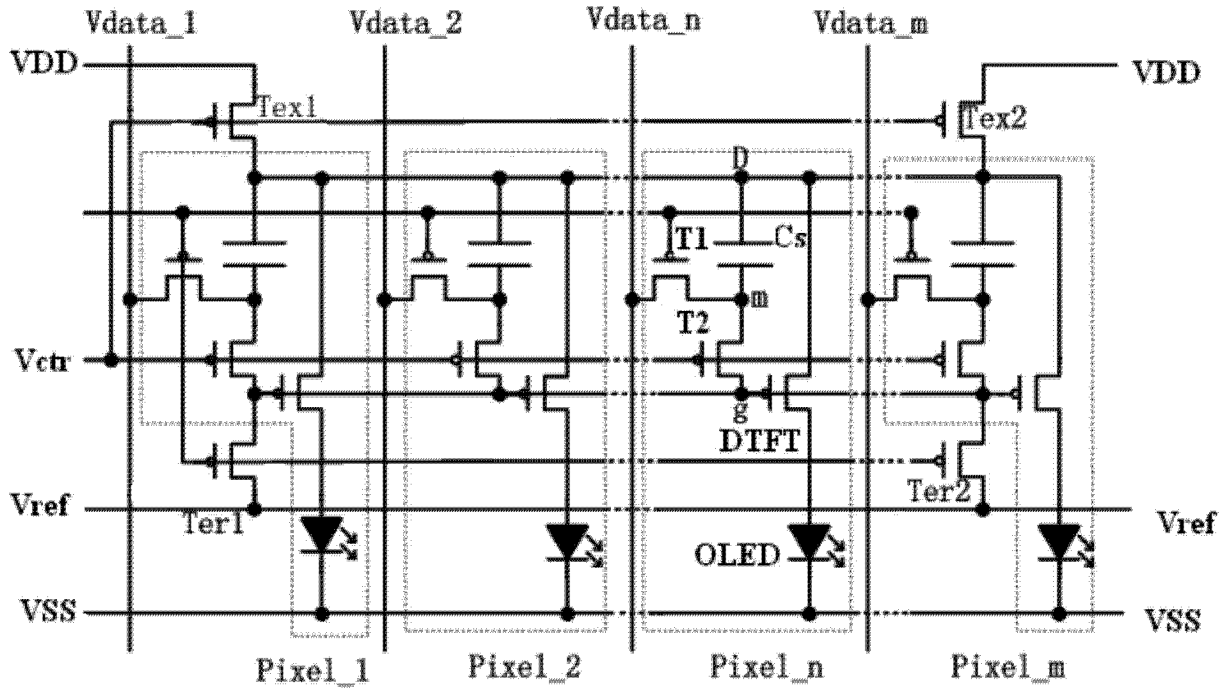 Vdata_1
Vdata_2
Vdata_n
Vdata_m
VDD
VDD
Tex1
Tex2
D
T1
Cs
m
T2
Vctr
g
DTFT
Vref
Ter1
Ter2
Vref
OLED
VSS
VSS
Pixel_1
Pixel_2
Pixel_n
Pixel_m